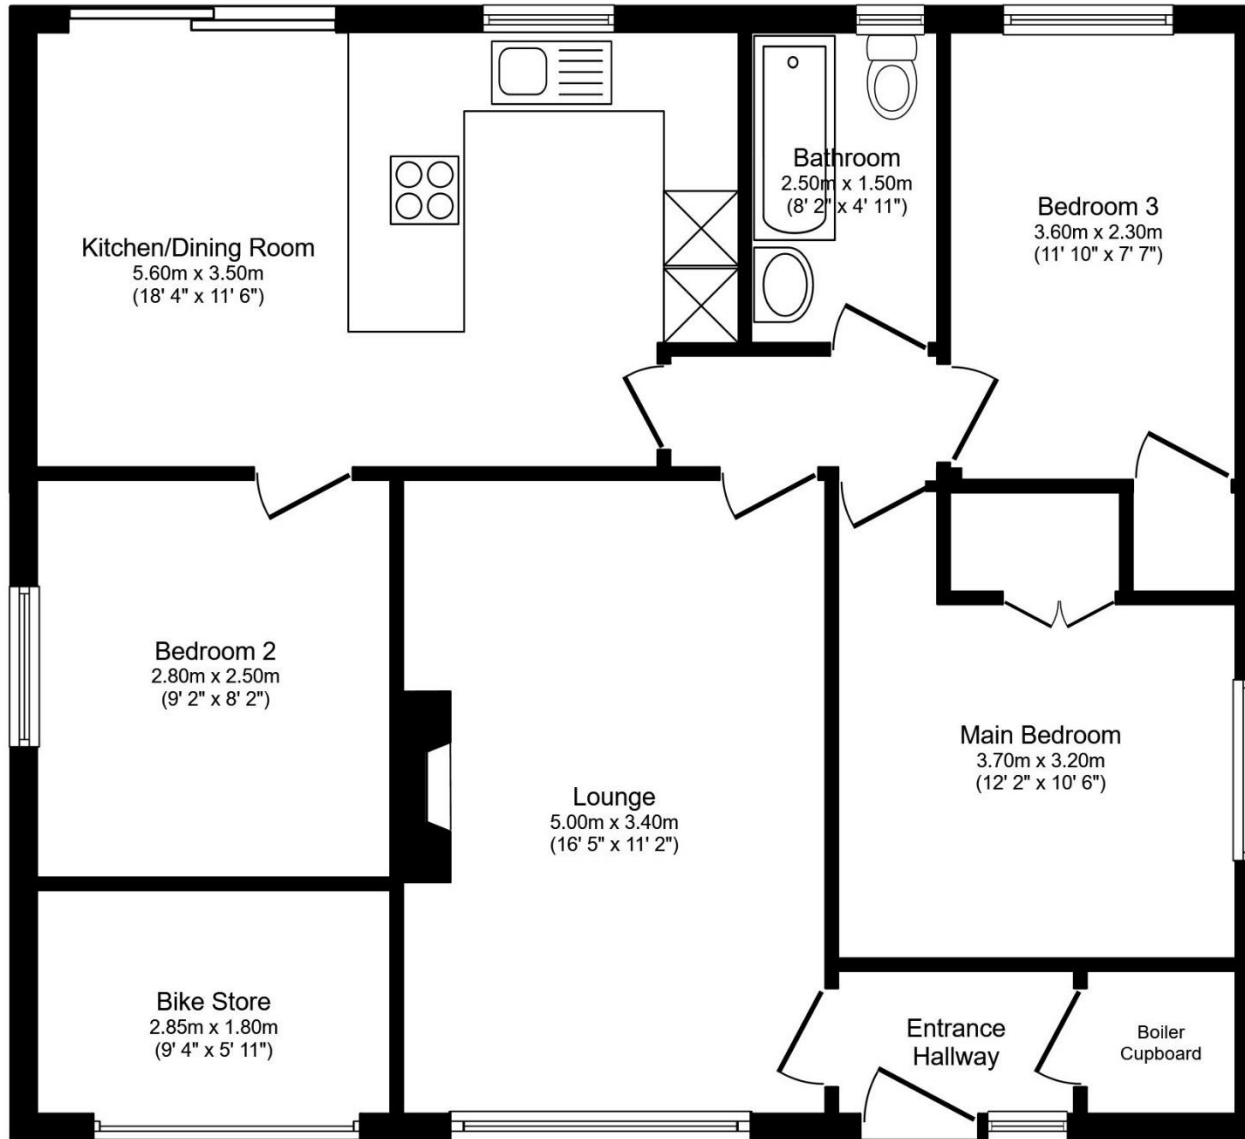 Kitchen/Dining Room
5.60m x 3.50m
(18' 4" x 11' 6")
Bathroom
2.50m x 1.50m
(8' 2" x 4' 11")
Bedroom 3
3.60m x 2.30m
(11' 10" x 7' 7")
Bedroom 2
2.80m x 2.50m
(9' 2" x 8' 2")
Lounge
5.00m x 3.40m
(16' 5" x 11' 2")
Main Bedroom
3.70m x 3.20m
(12' 2" x 10' 6")
Bike Store
2.85m x 1.80m
(9' 4" x 5' 11")
Entrance
Hallway
Boiler
Cupboard